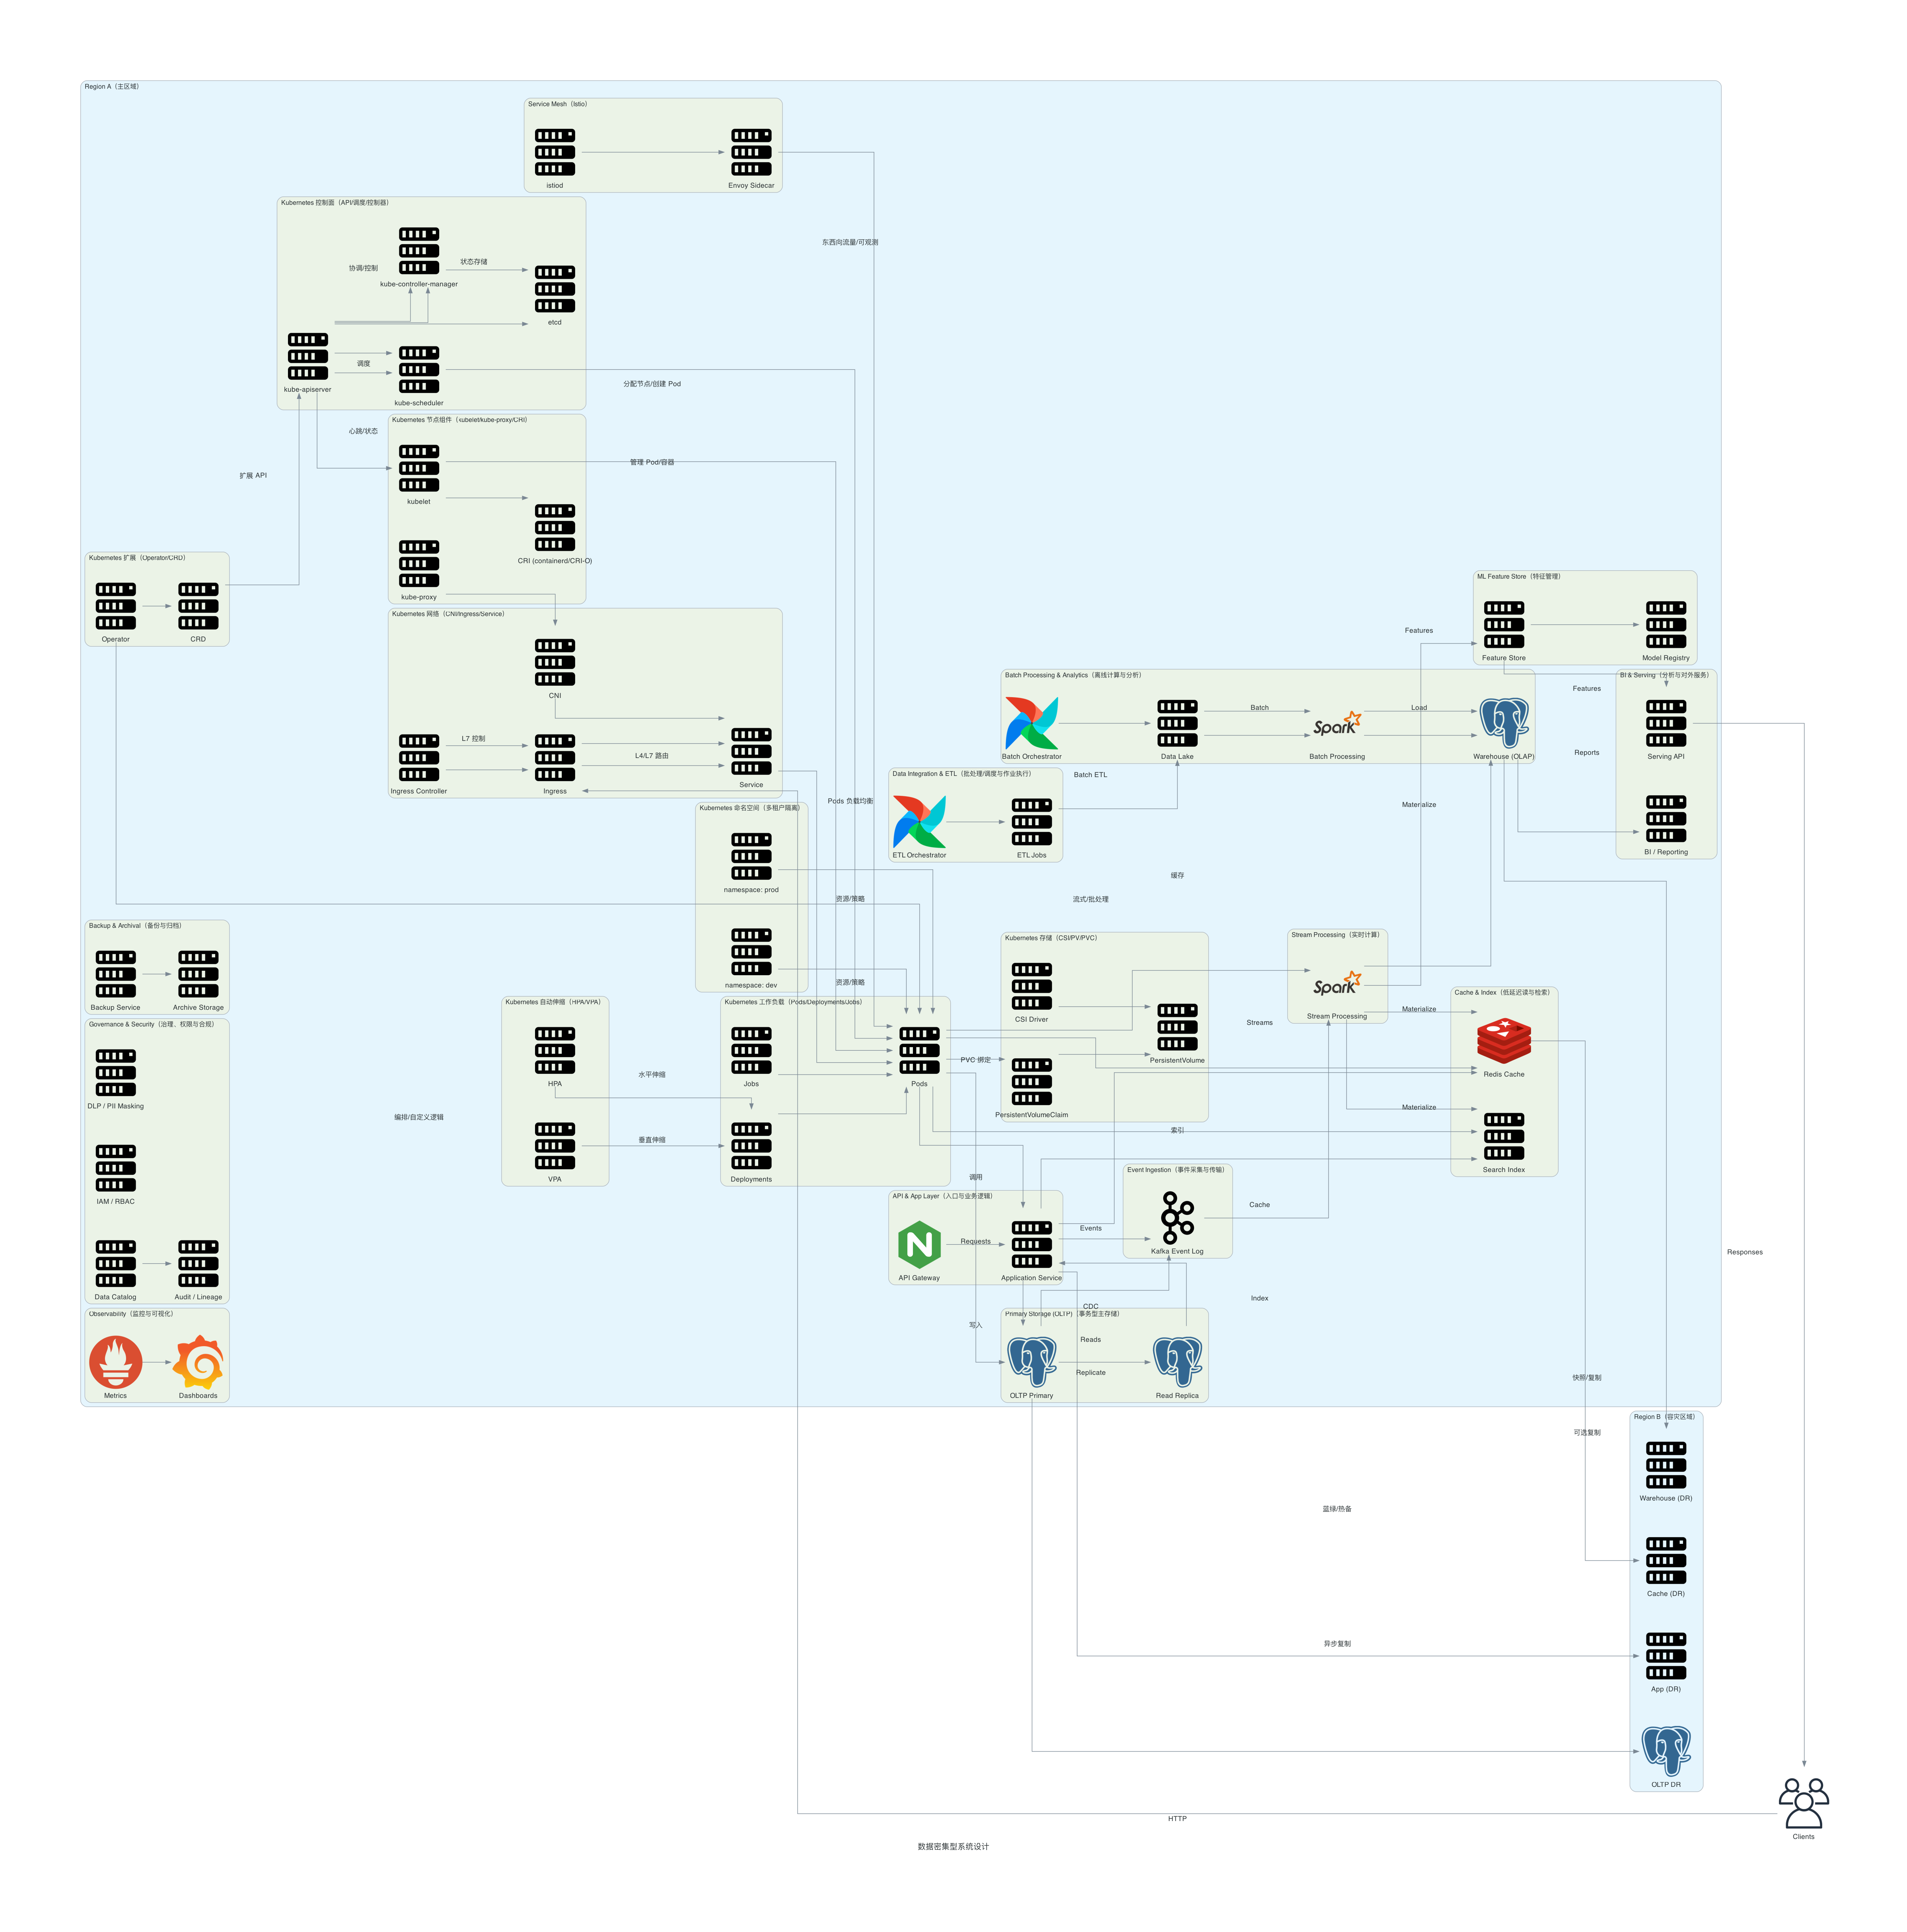 Region A（主区域）
Service Mesh（Istio）
istiod
Envoy Sidecar
Kubernetes 控制面（API/调度/控制器）
东西向流量/可观测
协调/控制
状态存储
kube-controller-manager
etcd
调度
kube-apiserver
kube-scheduler
分配节点/创建 Pod
Kubernetes 节点组件（kubelet/kube-proxy/CRI）
心跳/状态
管理 Pod/容器
扩展 API
kubelet
CRI (containerd/CRI-O)
kube-proxy
Kubernetes 扩展（Operator/CRD）
Operator
CRD
Kubernetes 网络（CNI/Ingress/Service）
CNI
L7 控制
L4/L7 路由
Ingress Controller
Ingress
Service
ML Feature Store（特征管理）
Features
Feature Store
Model Registry
Batch Processing & Analytics（离线计算与分析）
Batch
Load
Batch Orchestrator
Data Lake
Spark
Batch Processing
Warehouse (OLAP)
Features
Reports
BI & Serving（分析与对外服务）
Serving API
BI / Reporting
Data Integration & ETL（批处理/调度与作业执行）
Batch ETL
ETL Orchestrator
ETL Jobs
Materialize
Pods 负载均衡
Kubernetes 命名空间（多租户隔离）
namespace: prod
资源/策略
namespace: dev
资源/策略
缓存
流式/批处理
Backup & Archival（备份与归档）
Backup Service
Archive Storage
Kubernetes 存储（CSI/PV/PVC）
CSI Driver
PersistentVolume
PVC 绑定
PersistentVolumeClaim
Stream Processing（实时计算）
Spark
Stream Processing
Streams
Materialize
Cache & Index（低延迟读与检索）
Redis Cache
Materialize
Search Index
索引
Kubernetes 自动伸缩（HPA/VPA）
HPA
VPA
水平伸缩
垂直伸缩
编排/自定义逻辑
Kubernetes 工作负载（Pods/Deployments/Jobs）
Jobs
Pods
Deployments
Governance & Security（治理、权限与合规）
DLP / PII Masking
IAM / RBAC
Data Catalog
Audit / Lineage
调用
API & App Layer（入口与业务逻辑）
Requests
API Gateway
Application Service
Events
Event Ingestion（事件采集与传输）
Kafka Event Log
Cache
Responses
Observability（监控与可视化）
Metrics
Dashboards
CDC
Index
Primary Storage (OLTP)（事务型主存储）
写入
Reads
Replicate
OLTP Primary
Read Replica
快照/复制
可选复制
Region B（容灾区域）
Warehouse (DR)
蓝绿/热备
Cache (DR)
异步复制
App (DR)
OLTP DR
HTTP
Clients
数据密集型系统设计